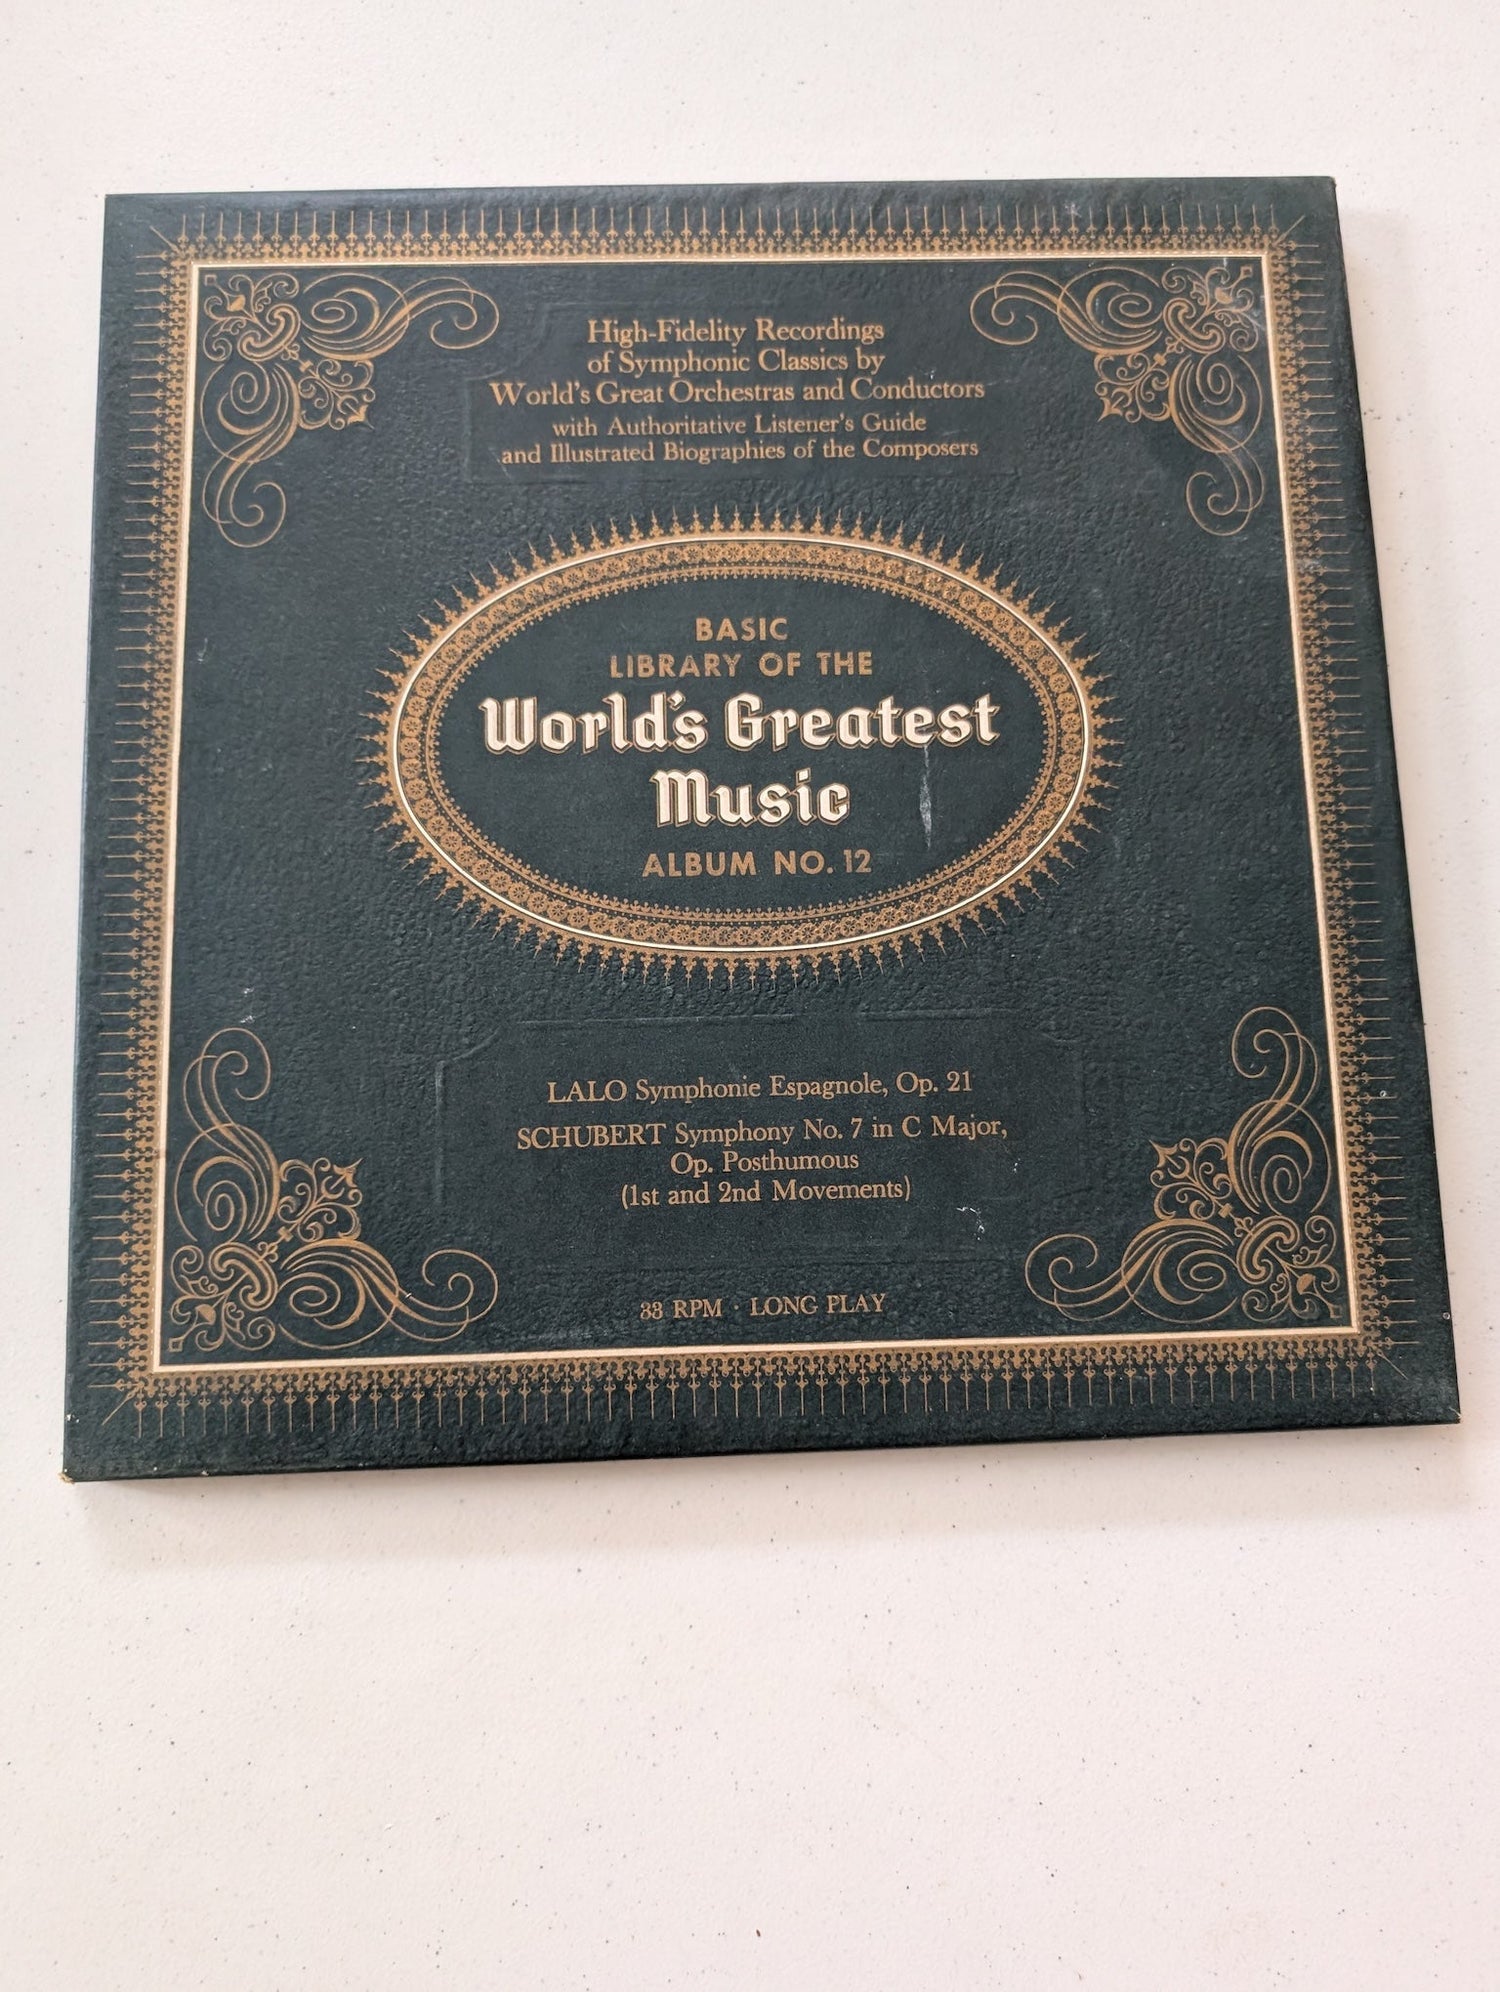 High-Fidelity Recordings
of Symphonic Classics by
World's Great Orchestras and Conductors
with Authoritative Listener's Guide
and Illustrated Biographies of the Composers
BASIC
LIBRARY OF THE
World's Greatest
Music
ALBUM NO. 12
LALO Symphonie Espagnole, Op. 21
SCHUBERT Symphony No. 7 in C Major,
Op. Posthumous
(1st and 2nd Movements)
33 RPM · LONG PLAY